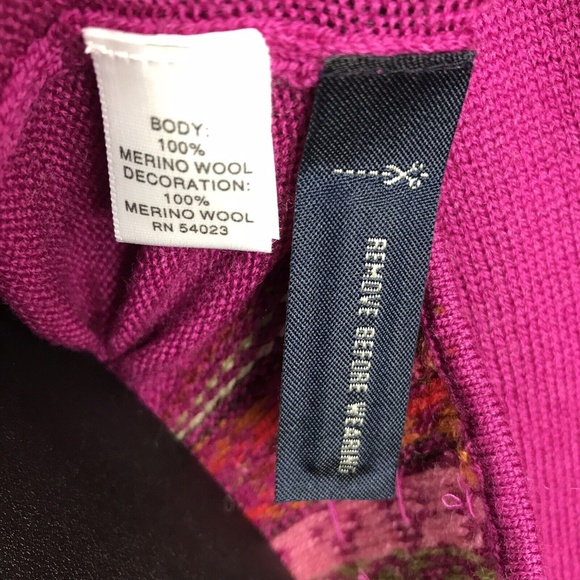 BODY:
100%
MERINO WOOL
DECORATION:
100%
MERINO WOOL
RN 54023
REMOVE BEFORE WEARING